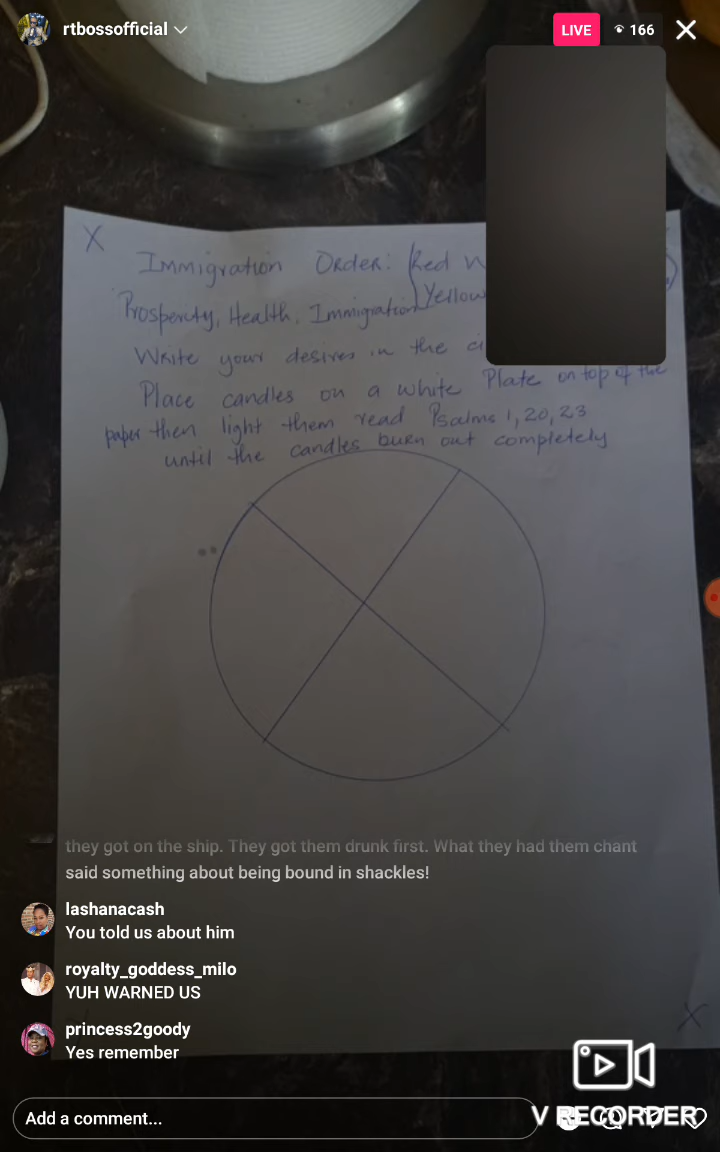 rtbossofficial
LIVE 166
X
Immigration Order: (Red
Prosperity, Health, Immigration Yellow
Write your desires in the
Place candles on a white Plate on top of the
paper then light them read Psalms 1, 20, 23
until the candles burn out completely
they got on the ship. They got them drunk first. What they had them chant
said something about being bound in shackles!
lashanacash
You told us about him
royalty_goddess_milo
YUH WARNED US
princess2goody
Yes remember
X
Add a comment...
V RECORDER